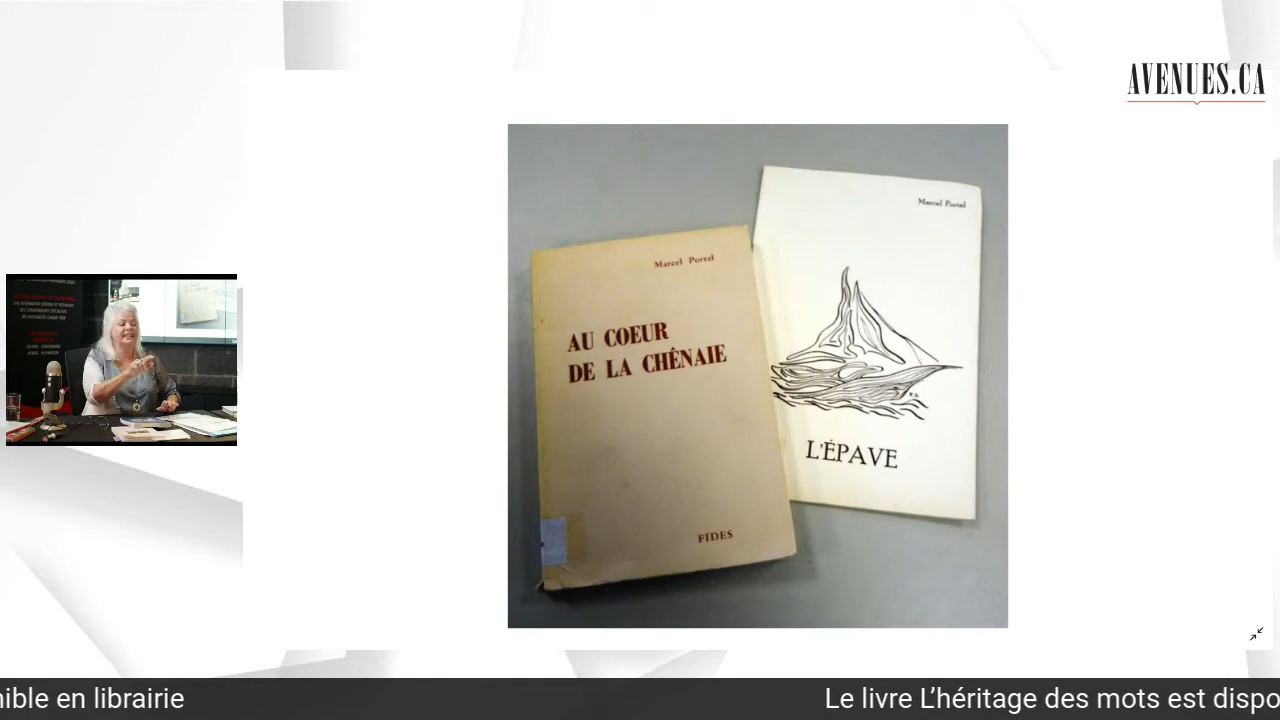 AVENUES.CA
Marcel Portal
AU COEUR
DE LA CHÊNAIE
FIDES
Marcel Portal
L'ÉPAVE
nible en librairie
Le livre L’héritage des mots est dispo